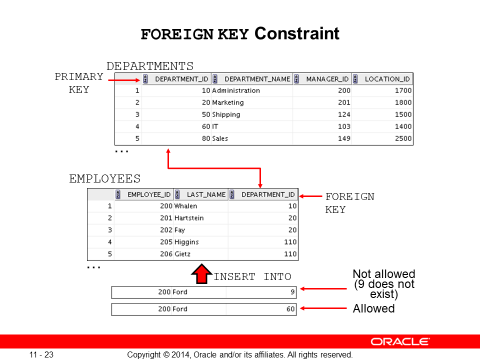 FOREIGN KEY Constraint
DEPARTMENTS
PRIMARY
KEY
DEPARTMENT_ID DEPARTMENT_NAME MANAGER_ID LOCATION_ID
1 10 Administration 200 1700
2 20 Marketing 201 1800
3 50 Shipping 124 1500
4 60 IT 103 1400
5 80 Sales 149 2500
...
EMPLOYEES
EMPLOYEE_ID LAST_NAME DEPARTMENT_ID
1 200 Whalen 10
2 201 Hartstein 20
3 202 Fay 20
4 205 Higgins 110
5 206 Gietz 110
...
FOREIGN
KEY
INSERT INTO
Not allowed
(9 does not
exist)
200 Ford 9
200 Ford 60
Allowed
ORACLE
11 - 23 Copyright © 2014, Oracle and/or its affiliates. All rights reserved.